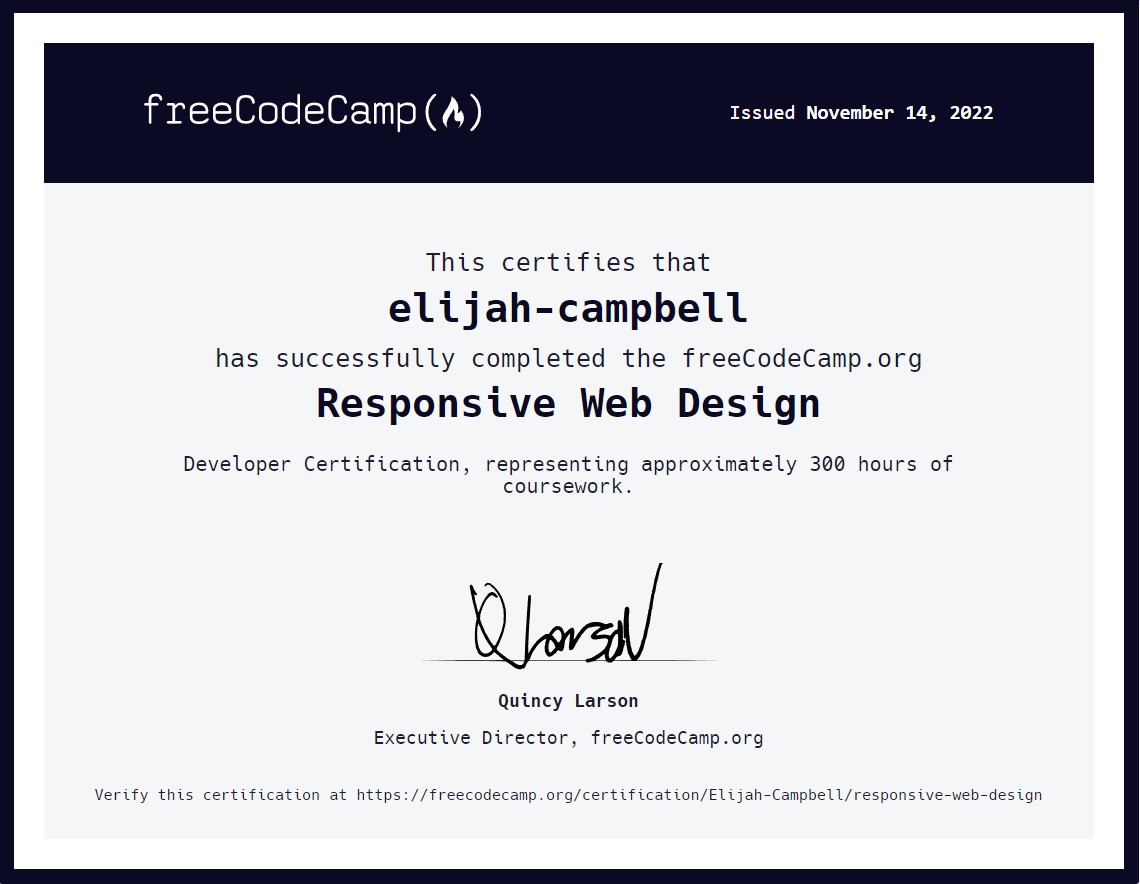 freeCodeCamp(🔥)
Issued November 14, 2022
This certifies that
elijah-campbell
has successfully completed the freeCodeCamp.org
Responsive Web Design
Developer Certification, representing approximately 300 hours of
coursework.
Q Larson
Quincy Larson
Executive Director, freeCodeCamp.org
Verify this certification at https://freecodecamp.org/certification/Elijah-Campbell/responsive-web-design